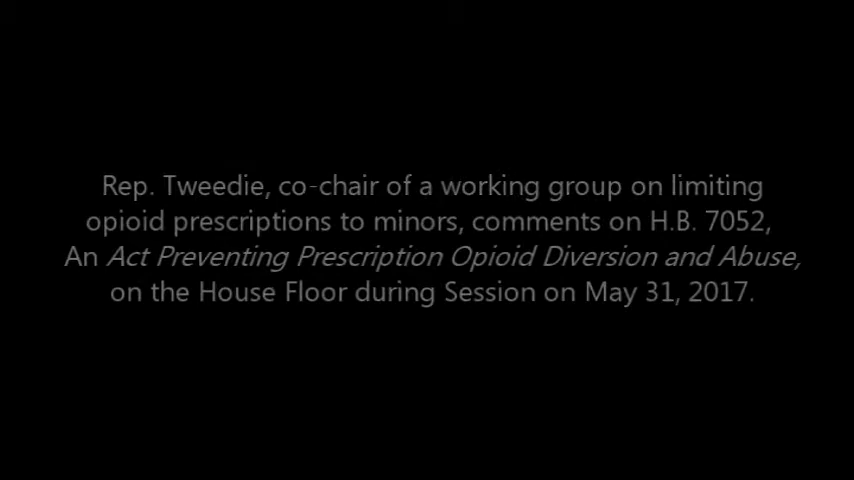 Rep. Tweedie, co-chair of a working group on limiting
opioid prescriptions to minors, comments on H.B. 7052,
An Act Preventing Prescription Opioid Diversion and Abuse,
on the House Floor during Session on May 31, 2017.